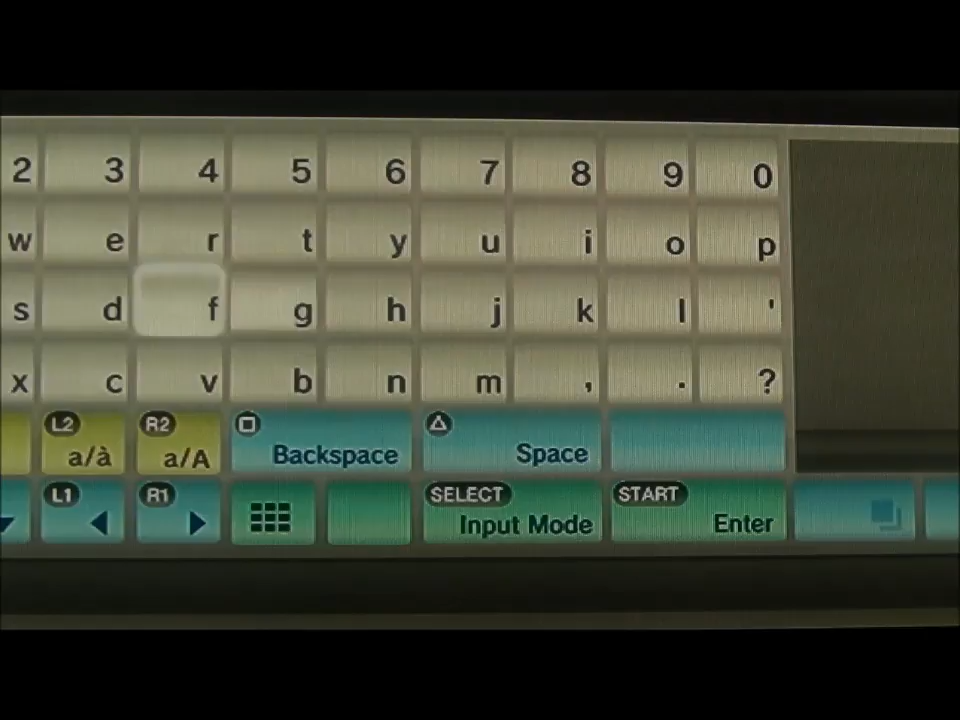 2 3 4 5 6 7 8 9 0
w e r t y u i o p
s d f g h j k l '
x c v b n m , . ?
L2 R2
a/à a/A Backspace Space
L1 R1 SELECT START
Input Mode Enter